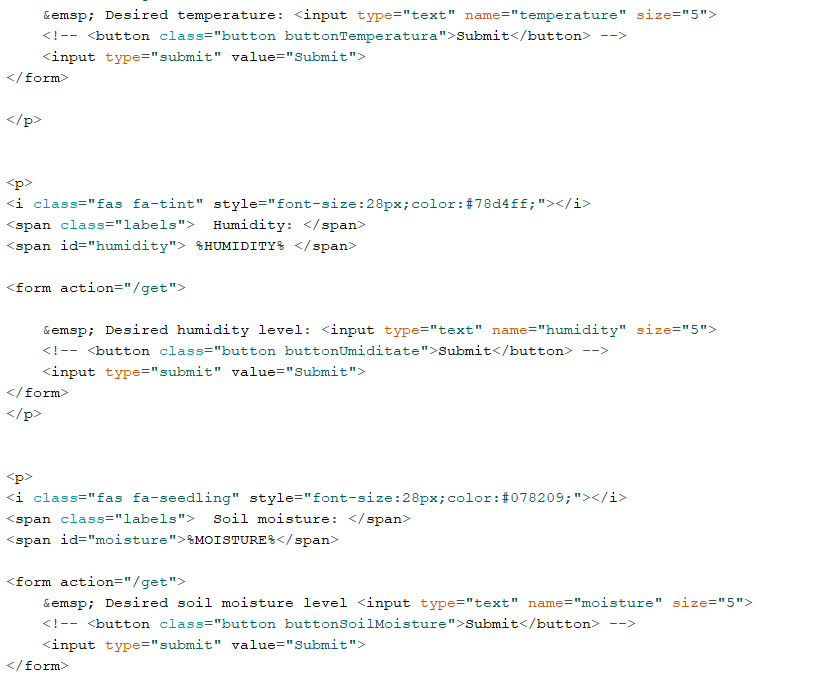 &emsp; Desired temperature: <input type="text" name="temperature" size="5">
<!-- <button class="button buttonTemperatura">Submit</button> -->
<input type="submit" value="Submit">
</form>
</p>
<p>
<i class="fas fa-tint" style="font-size:28px;color:#78d4ff;"></i>
<span class="labels">  Humidity: </span>
<span id="humidity"> %HUMIDITY% </span>
<form action="/get">
&emsp; Desired humidity level: <input type="text" name="humidity" size="5">
<!-- <button class="button buttonUmiditate">Submit</button> -->
<input type="submit" value="Submit">
</form>
</p>
<p>
<i class="fas fa-seedling" style="font-size:28px;color:#078209;"></i>
<span class="labels">  Soil moisture: </span>
<span id="moisture">%MOISTURE%</span>
<form action="/get">
&emsp; Desired soil moisture level <input type="text" name="moisture" size="5">
<!-- <button class="button buttonSoilMoisture">Submit</button> -->
<input type="submit" value="Submit">
</form>